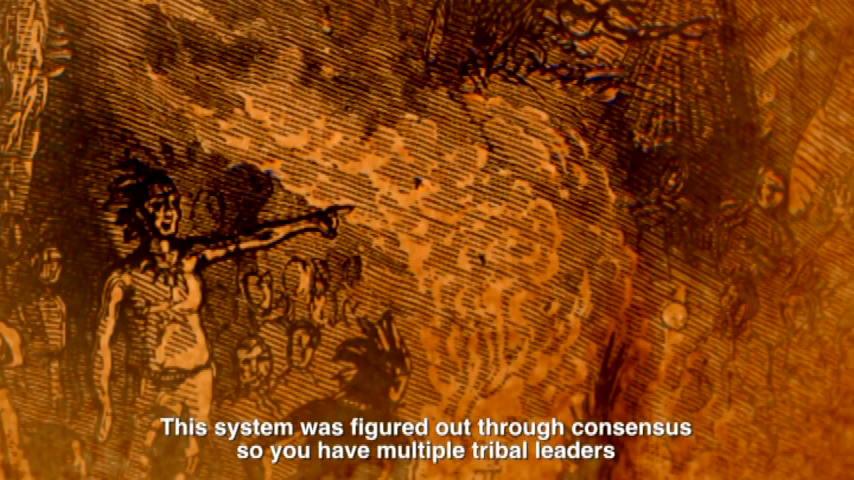 This system was figured out through consensus
so you have multiple tribal leaders